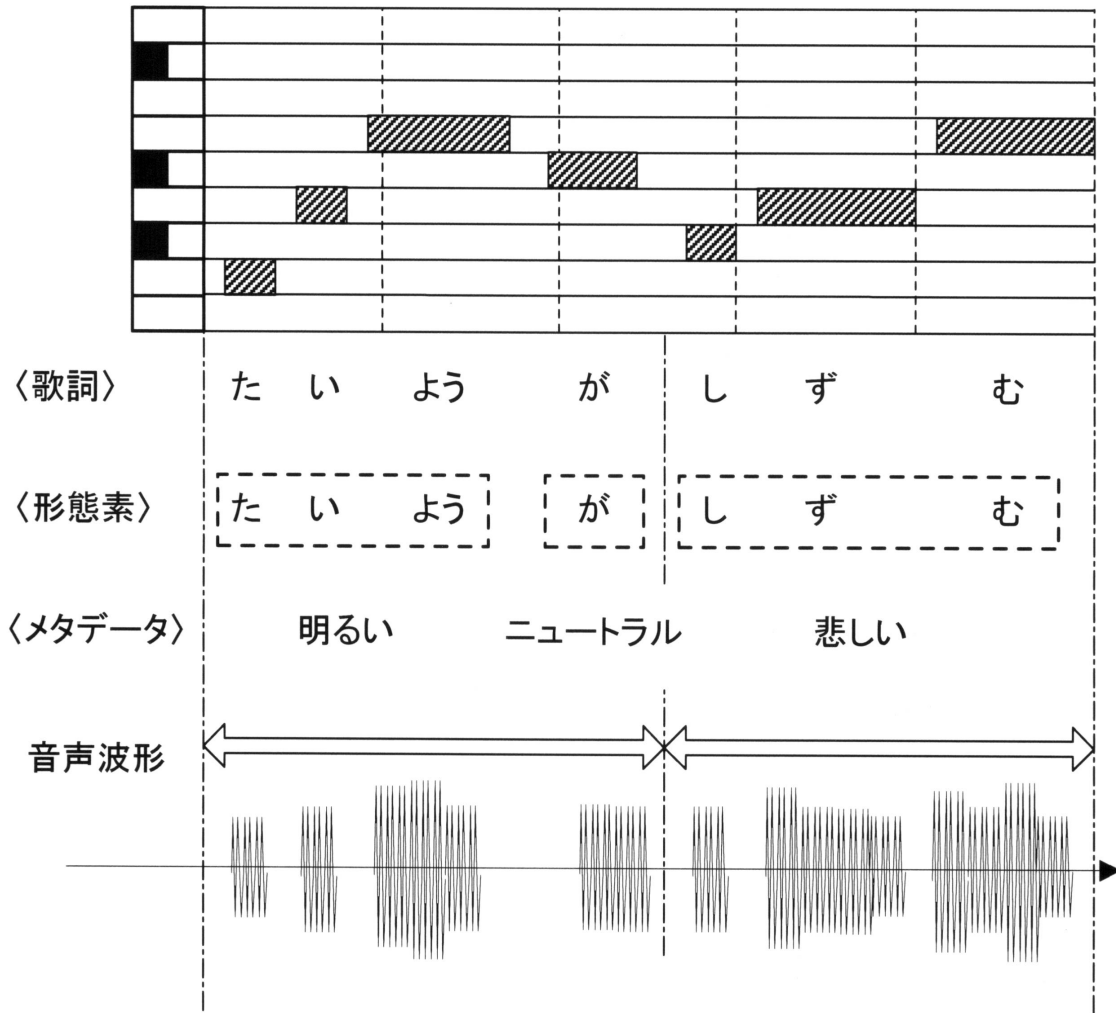 〈歌詞〉 た い よう が し ず む
〈形態素〉 た い よう が し ず む
〈メタデータ〉 明るい ニュートラル 悲しい
音声波形